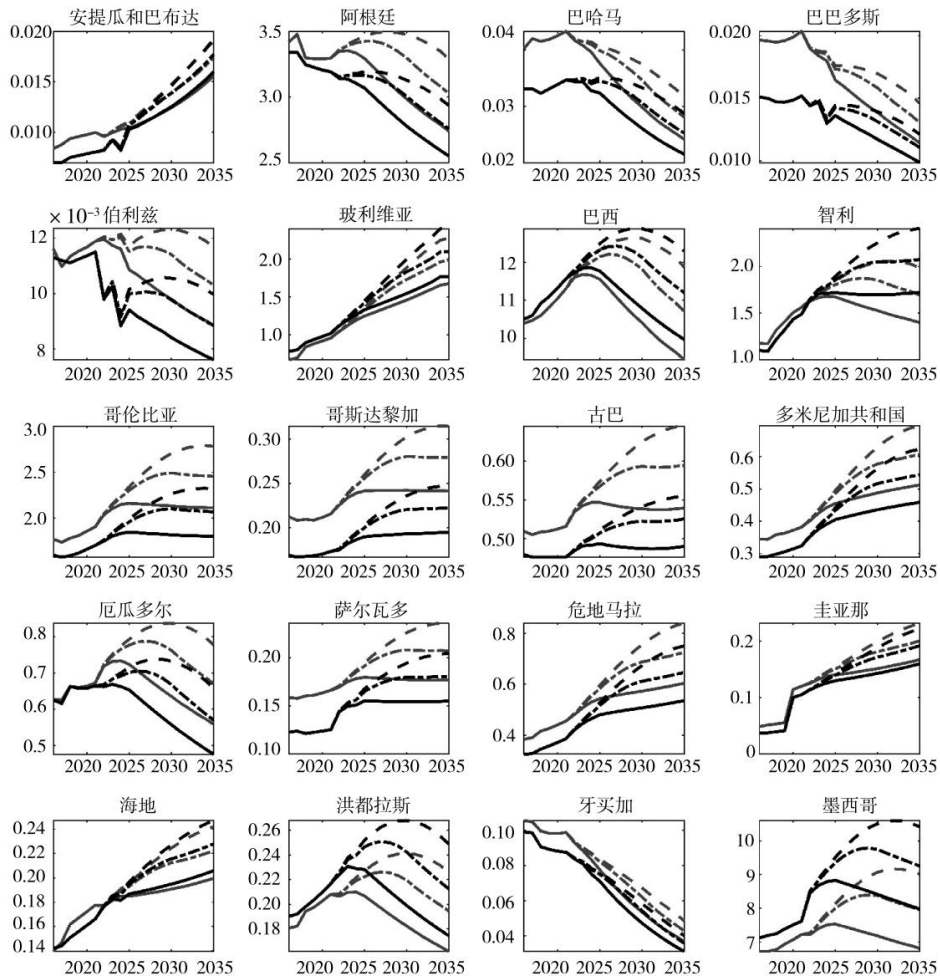 安提瓜和巴布达 阿根廷 巴哈马 巴巴多斯
0.020 3.5 0.04 0.020
0.015 3.0 0.03 0.015
0.010 2.5 0.02 0.010
2020 2025 2030 2035 2020 2025 2030 2035 2020 2025 2030 2035 2020 2025 2030 2035
× 10⁻³ 伯利兹 玻利维亚 巴西 智利
12 2.0 12 2.0
10 1.5 11 1.5
8 1.0 10 1.0
2020 2025 2030 2035 2020 2025 2030 2035 2020 2025 2030 2035 2020 2025 2030 2035
哥伦比亚 哥斯达黎加 古巴 多米尼加共和国
3.0 0.30 0.60 0.6
2.5 0.20 0.55 0.5
2.0 0.50 0.4
0.3
2020 2025 2030 2035 2020 2025 2030 2035 2020 2025 2030 2035 2020 2025 2030 2035
厄瓜多尔 萨尔瓦多 危地马拉 圭亚那
0.8 0.20 0.8 0.2
0.7 0.15 0.6 0.1
0.6 0.10 0.4 0
0.5
2020 2025 2030 2035 2020 2025 2030 2035 2020 2025 2030 2035 2020 2025 2030 2035
海地 洪都拉斯 牙买加 墨西哥
0.24 0.26 0.10 10
0.22 0.24 0.08 9
0.20 0.22 0.06 8
0.18 0.20 0.04 7
0.16 0.18
0.14
2020 2025 2030 2035 2020 2025 2030 2035 2020 2025 2030 2035 2020 2025 2030 2035